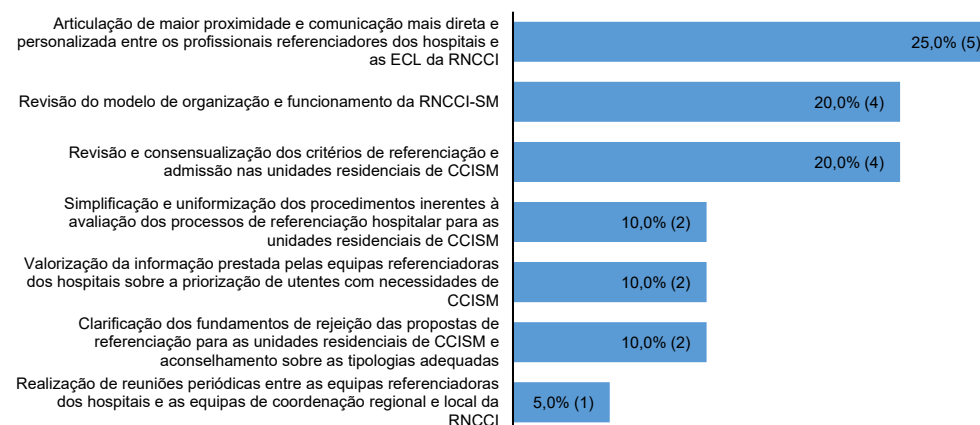 Articulação de maior proximidade e comunicação mais direta e
personalizada entre os profissionais referenciadores dos hospitais e
as ECL da RNCCI
25,0% (5)
Revisão do modelo de organização e funcionamento da RNCCI-SM
20,0% (4)
Revisão e consensualização dos critérios de referenciação e
admissão nas unidades residenciais de CCISM
20,0% (4)
Simplificação e uniformização dos procedimentos inerentes à
avaliação dos processos de referenciação hospitalar para as
unidades residenciais de CCISM
10,0% (2)
Valorização da informação prestada pelas equipas referenciadoras
dos hospitais sobre a priorização de utentes com necessidades de
CCISM
10,0% (2)
Clarificação dos fundamentos de rejeição das propostas de
referenciação para as unidades residenciais de CCISM e
aconselhamento sobre as tipologias adequadas
10,0% (2)
Realização de reuniões periódicas entre as equipas referenciadoras
dos hospitais e as equipas de coordenação regional e local da
RNCCI
5,0% (1)